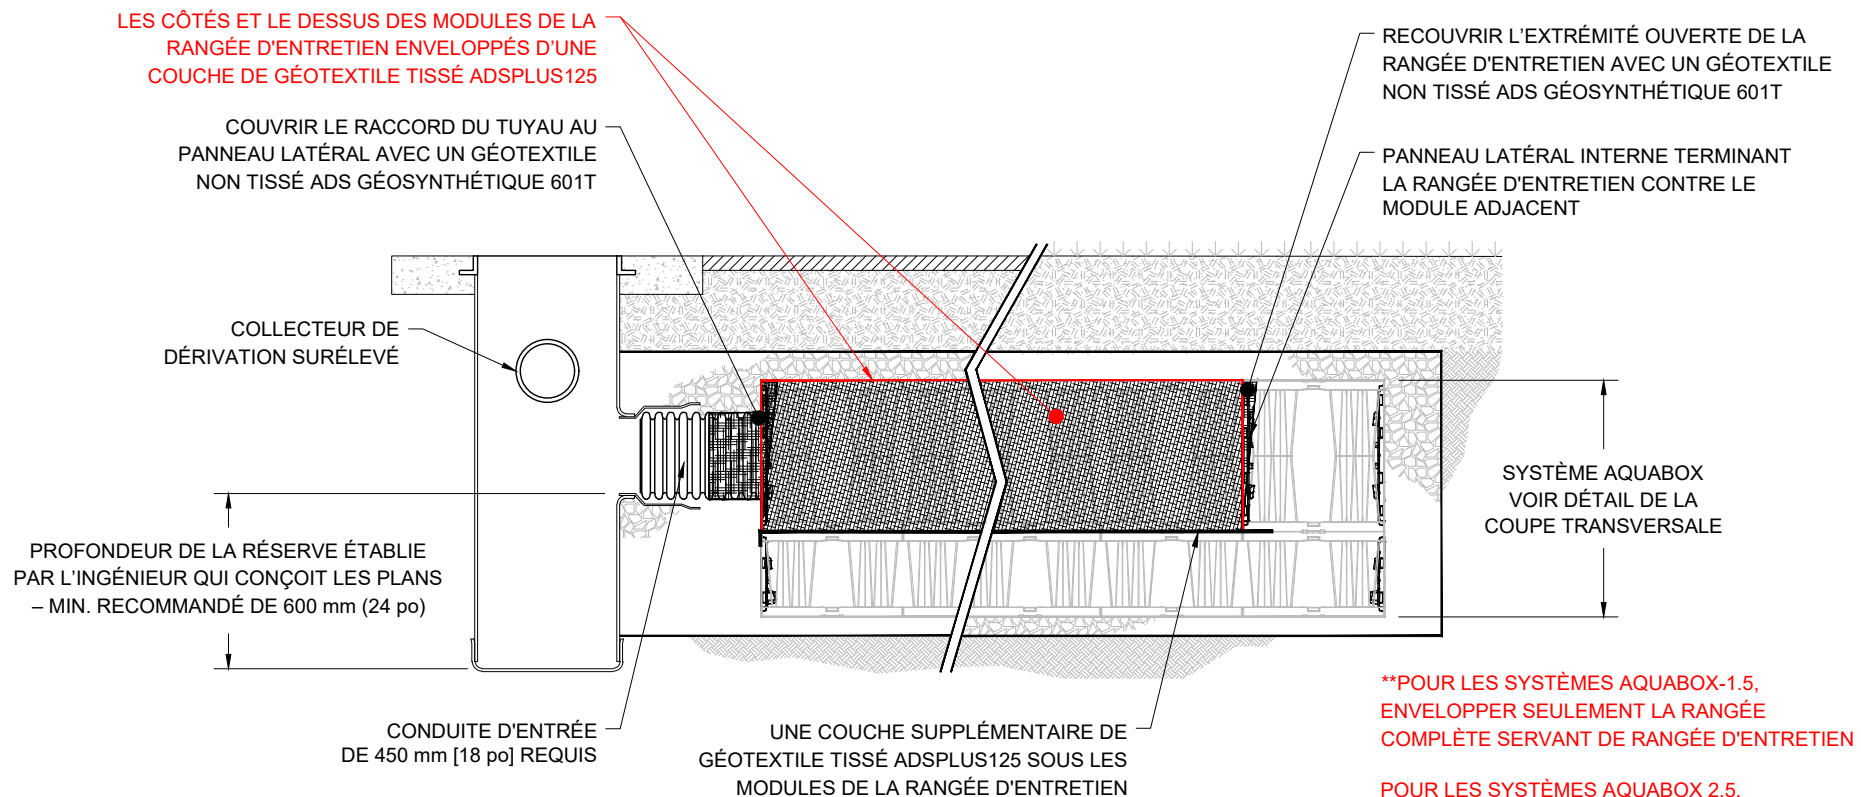 LES CÔTÉS ET LE DESSUS DES MODULES DE LA
RANGÉE D'ENTRETIEN ENVELOPPÉS D'UNE
COUCHE DE GÉOTEXTILE TISSÉ ADSPLUS125
COUVRIR LE RACCORD DU TUYAU AU
PANNEAU LATÉRAL AVEC UN GÉOTEXTILE
NON TISSÉ ADS GÉOSYNTHÉTIQUE 601T
RECOUVRIR L'EXTRÉMITÉ OUVERTE DE LA
RANGÉE D'ENTRETIEN AVEC UN GÉOTEXTILE
NON TISSÉ ADS GÉOSYNTHÉTIQUE 601T
PANNEAU LATÉRAL INTERNE TERMINANT
LA RANGÉE D'ENTRETIEN CONTRE LE
MODULE ADJACENT
COLLECTEUR DE
DÉRIVATION SURÉLEVÉ
SYSTÈME AQUABOX
VOIR DÉTAIL DE LA
COUPE TRANSVERSALE
PROFONDEUR DE LA RÉSERVE ÉTABLIE
PAR L'INGÉNIEUR QUI CONÇOIT LES PLANS
– MIN. RECOMMANDÉ DE 600 mm (24 po)
CONDUITE D'ENTRÉE
DE 450 mm [18 po] REQUIS
UNE COUCHE SUPPLÉMENTAIRE DE
GÉOTEXTILE TISSÉ ADSPLUS125 SOUS LES
MODULES DE LA RANGÉE D'ENTRETIEN
**POUR LES SYSTÈMES AQUABOX-1.5,
ENVELOPPER SEULEMENT LA RANGÉE
COMPLÈTE SERVANT DE RANGÉE D'ENTRETIEN
POUR LES SYSTÈMES AQUABOX 2.5.